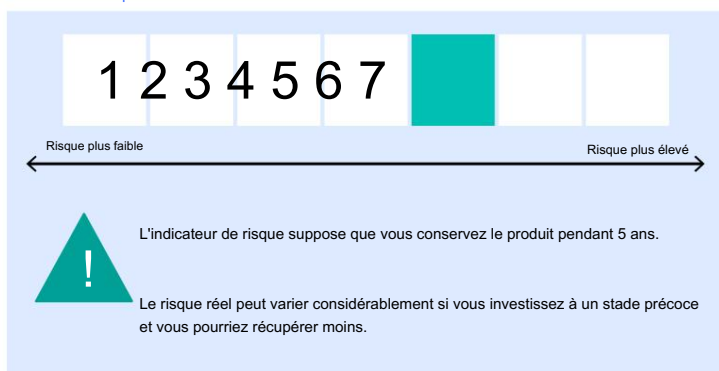 1 2 3 4 5 6 7
Risque plus faible
Risque plus élevé
!
L'indicateur de risque suppose que vous conservez le produit pendant 5 ans.
Le risque réel peut varier considérablement si vous investissez à un stade précoce
et vous pourriez récupérer moins.